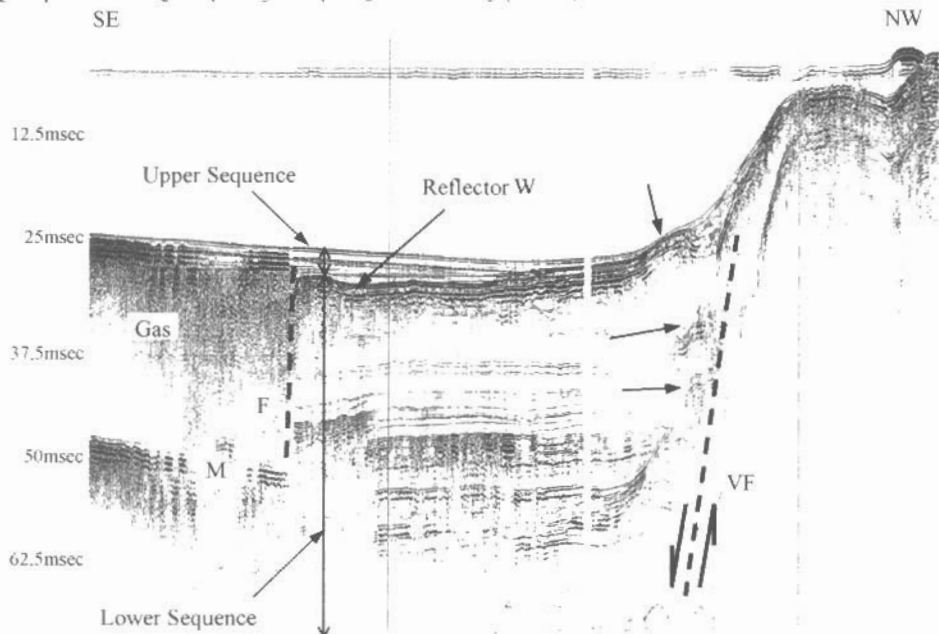 SE
NW
12.5msec
Upper Sequence
Reflector W
25msec
Gas
37.5msec
F
50msec
M
VF
62.5msec
Lower Sequence